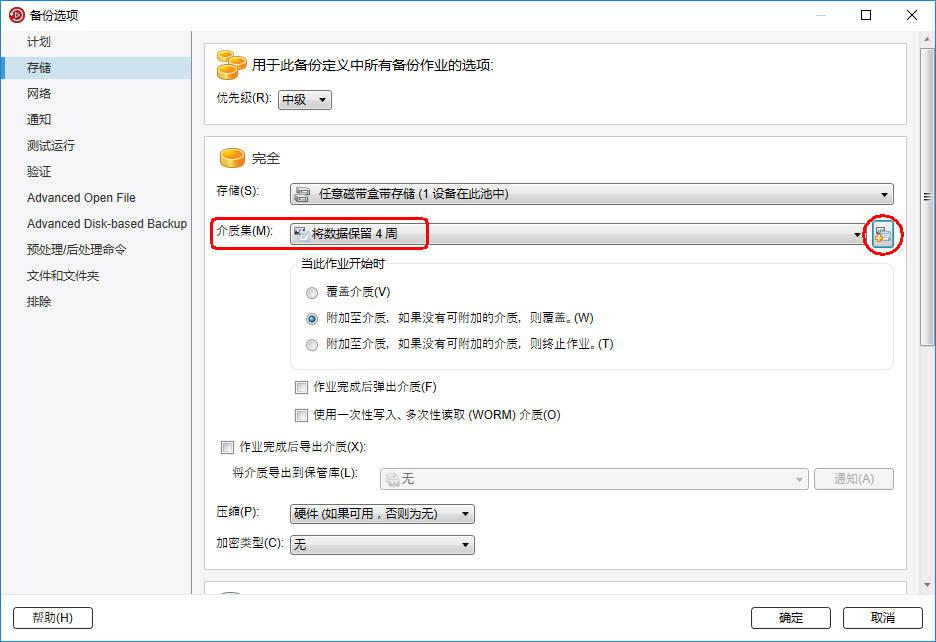 备份选项
计划
存储
网络
通知
测试运行
验证
Advanced Open File
Advanced Disk-based Backup
预处理/后处理命令
文件和文件夹
排除
用于此备份定义中所有备份作业的选项:
优先级(R): 中级
完全
存储(S): 任意磁带盒带存储 (1 设备在此池中)
介质集(M): 将数据保留 4 周
当此作业开始时
覆盖介质(V)
附加至介质，如果没有可附加的介质，则覆盖。(W)
附加至介质，如果没有可附加的介质，则终止作业。(T)
作业完成后弹出介质(F)
使用一次性写入、多次性读取 (WORM) 介质(O)
作业完成后导出介质(X):
将介质导出到保管库(L): 无 通知(A)
压缩(P): 硬件 (如果可用，否则为无)
加密类型(C): 无
帮助(H) 确定 取消